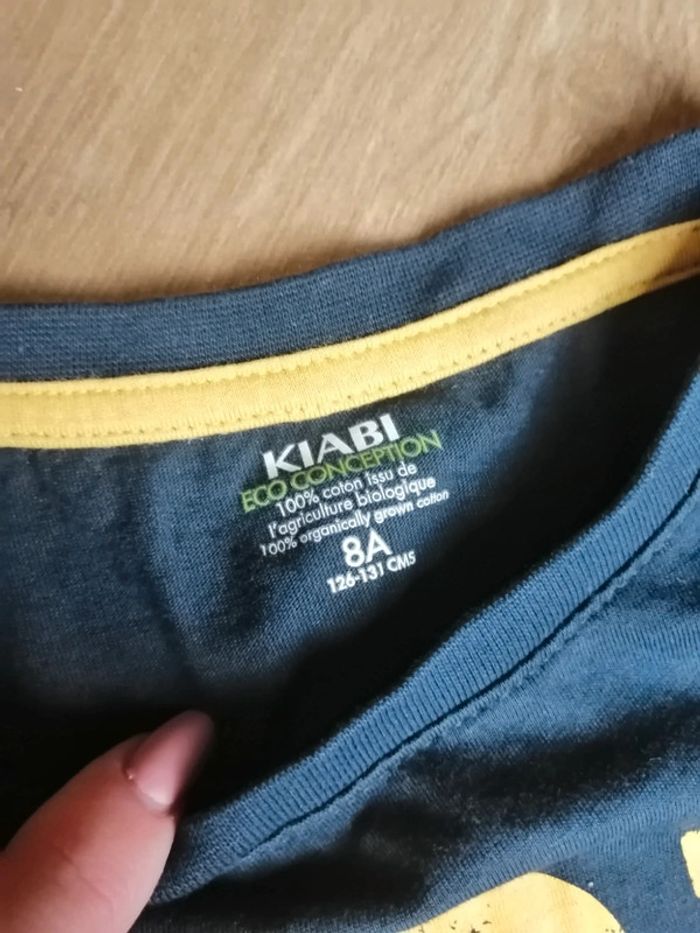 KIABI
ECO CONCEPTION
100% coton issu de
l'agriculture biologique
100% organically grown cotton
8A
126-131 CMS